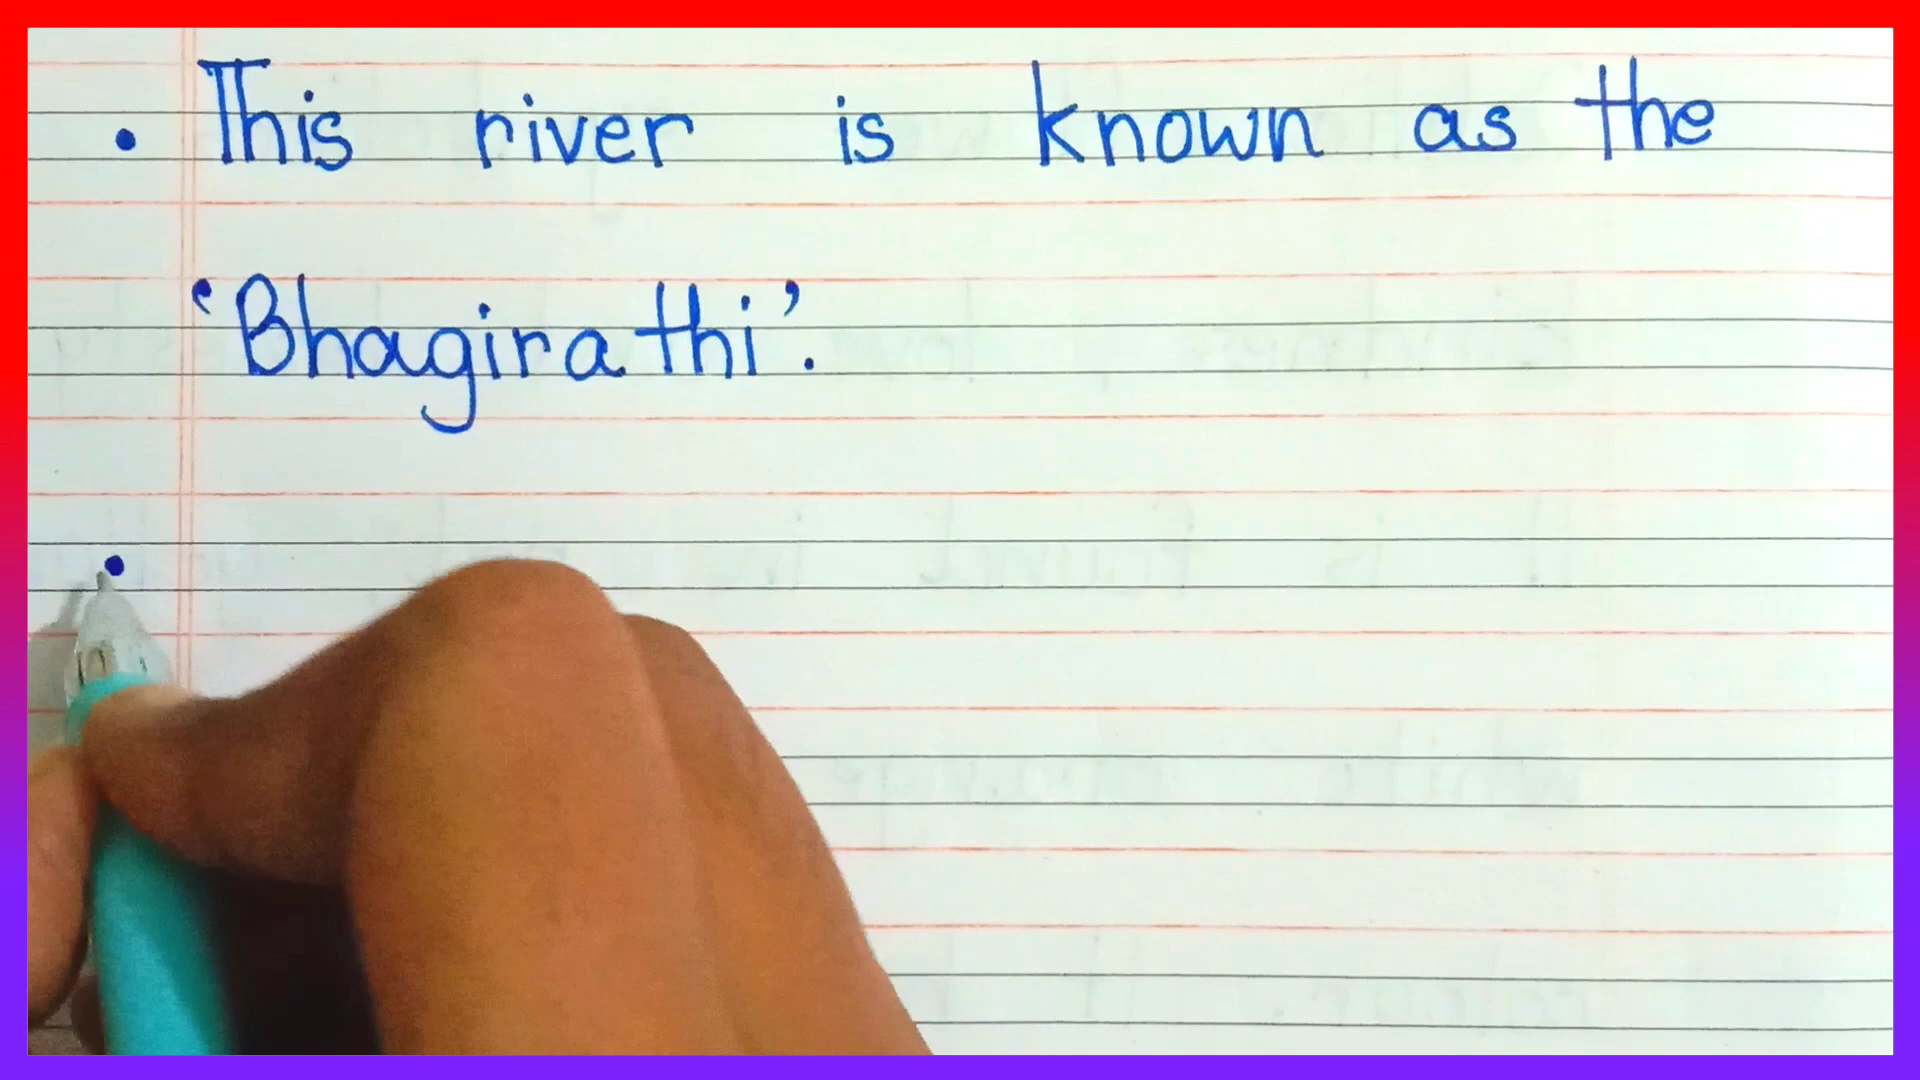 • This river is known as the
‘Bhagirathi’.
•